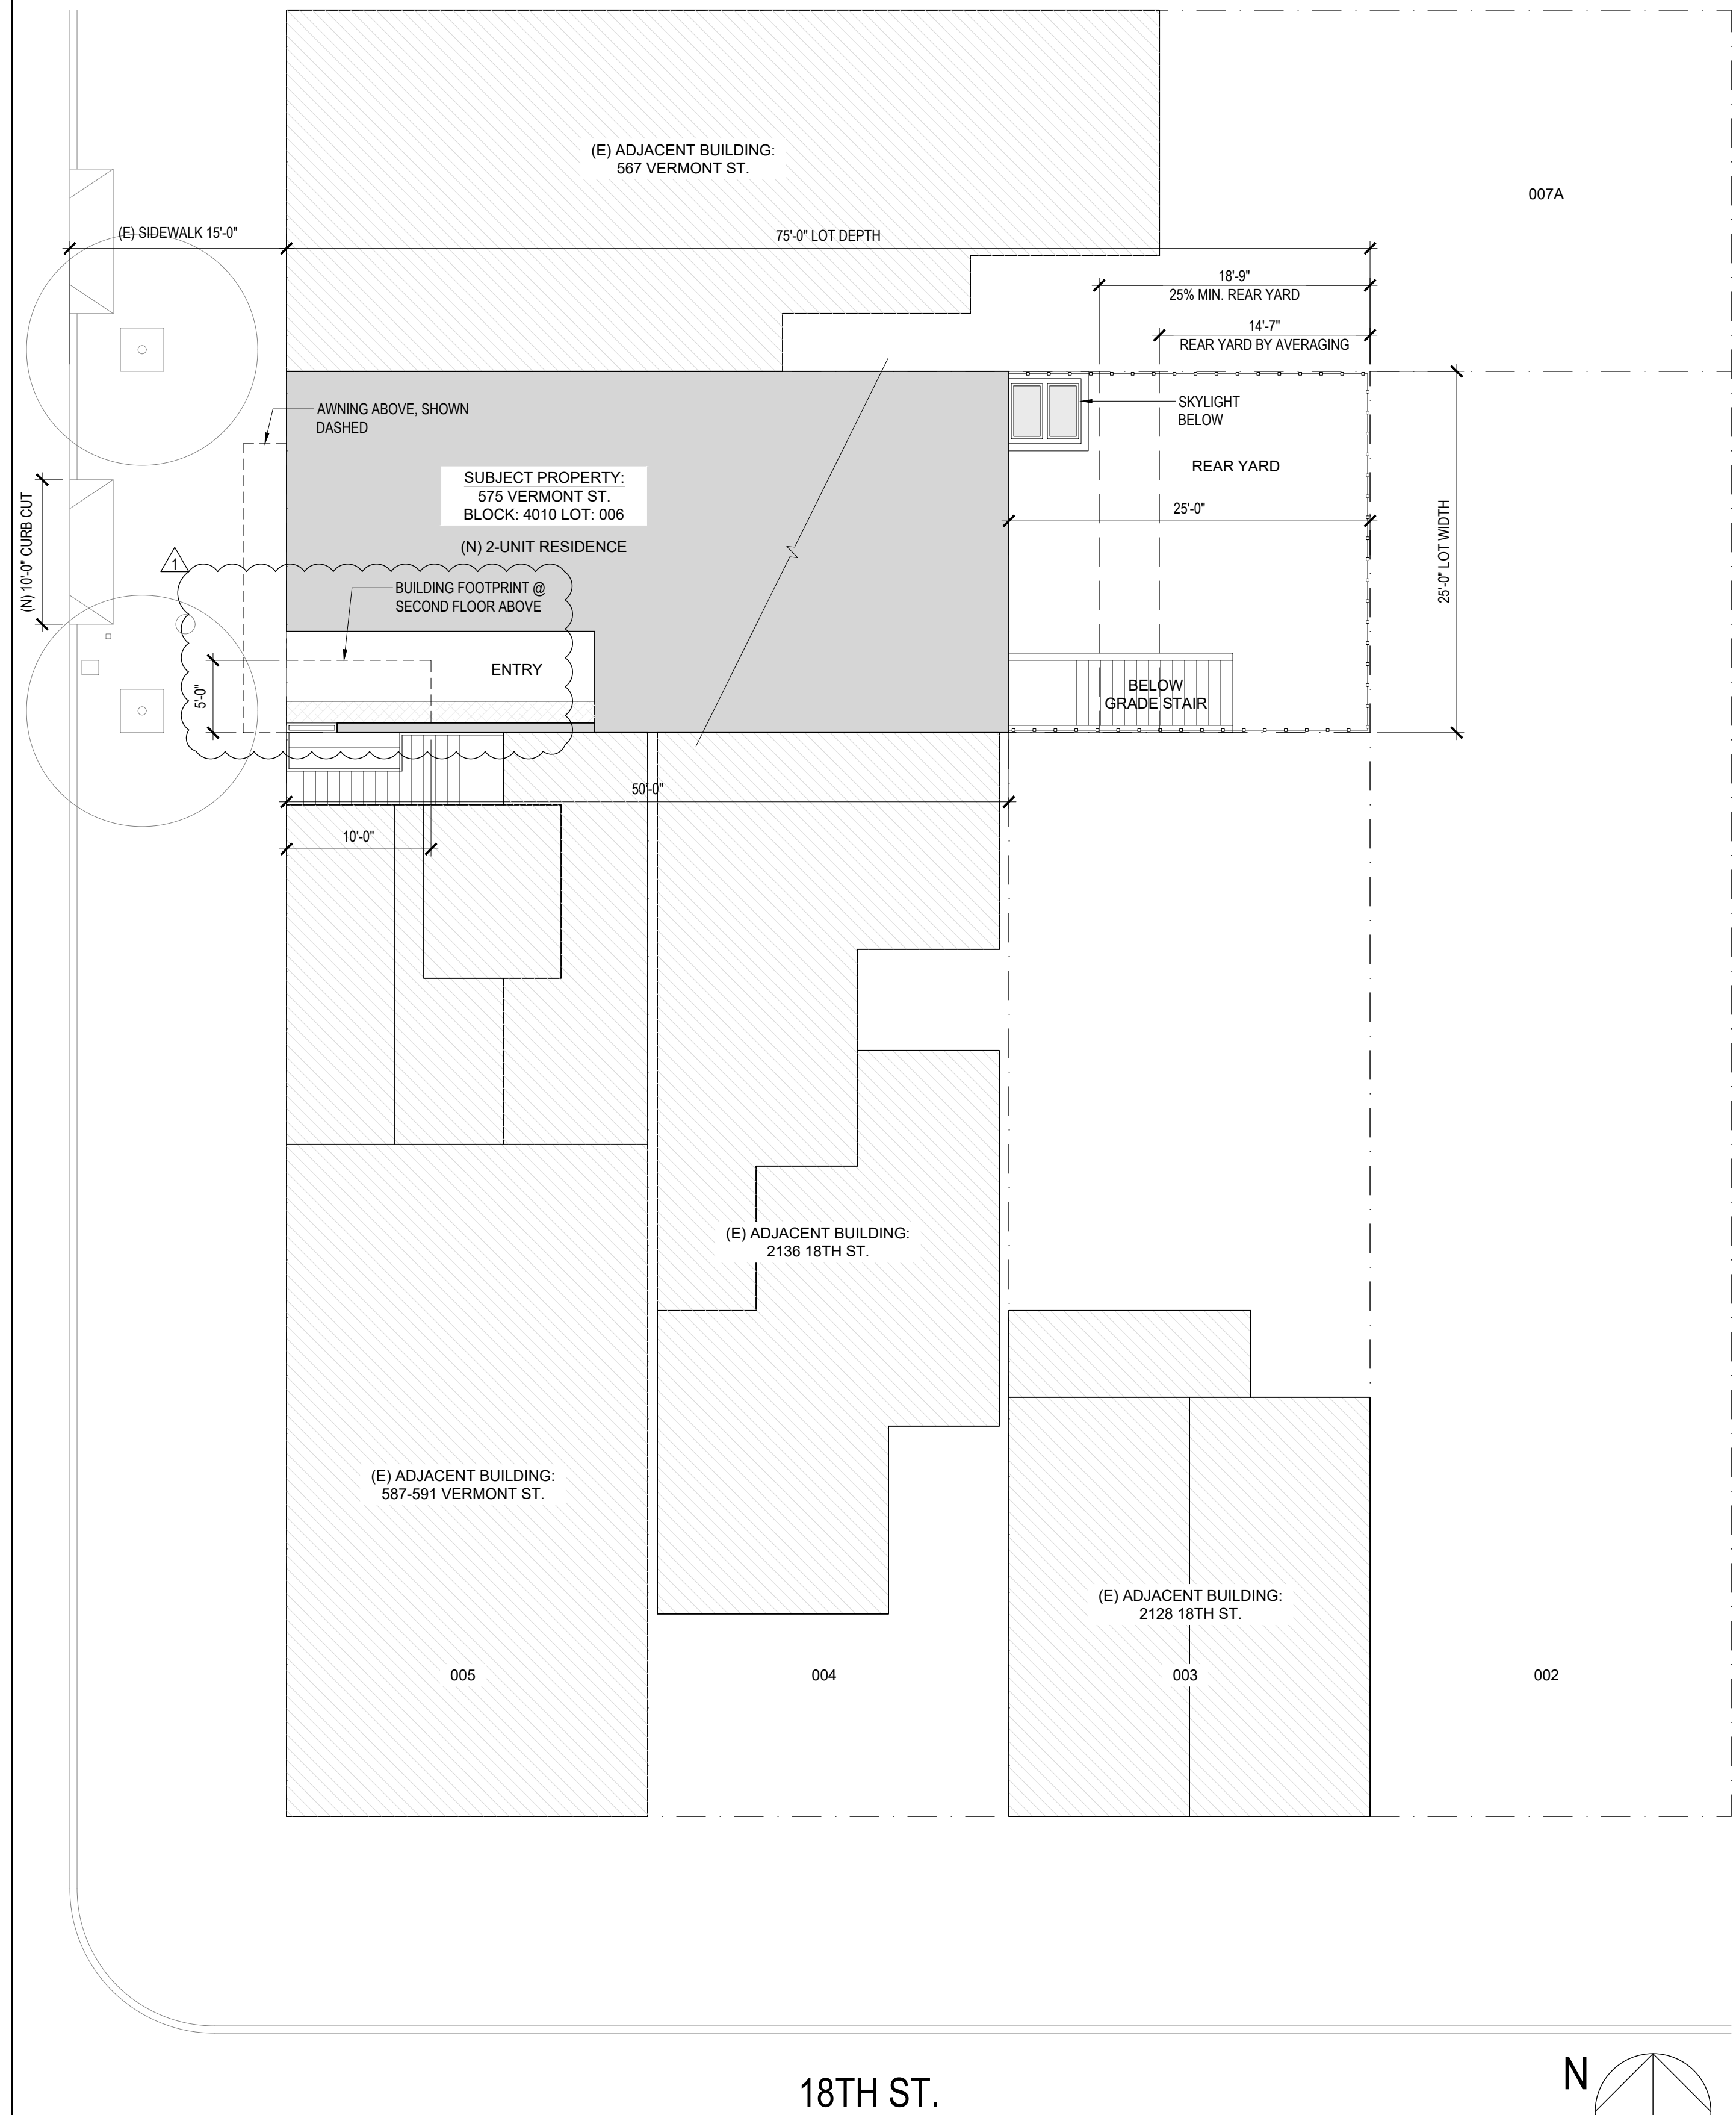 (E) ADJACENT BUILDING:
567 VERMONT ST.
007A
(E) SIDEWALK 15'-0"
75'-0" LOT DEPTH
18'-9"
25% MIN. REAR YARD
14'-7"
REAR YARD BY AVERAGING
AWNING ABOVE, SHOWN
DASHED
SKYLIGHT
BELOW
REAR YARD
SUBJECT PROPERTY:
575 VERMONT ST.
BLOCK: 4010 LOT: 006
(N) 2-UNIT RESIDENCE
25'-0"
25'-0" LOT WIDTH
(N) 10'-0" CURB CUT
1
BUILDING FOOTPRINT @
SECOND FLOOR ABOVE
ENTRY
5'-0"
BELOW
GRADE STAIR
50'-0"
10'-0"
(E) ADJACENT BUILDING:
2136 18TH ST.
(E) ADJACENT BUILDING:
587-591 VERMONT ST.
(E) ADJACENT BUILDING:
2128 18TH ST.
005
004
003
002
18TH ST.
N